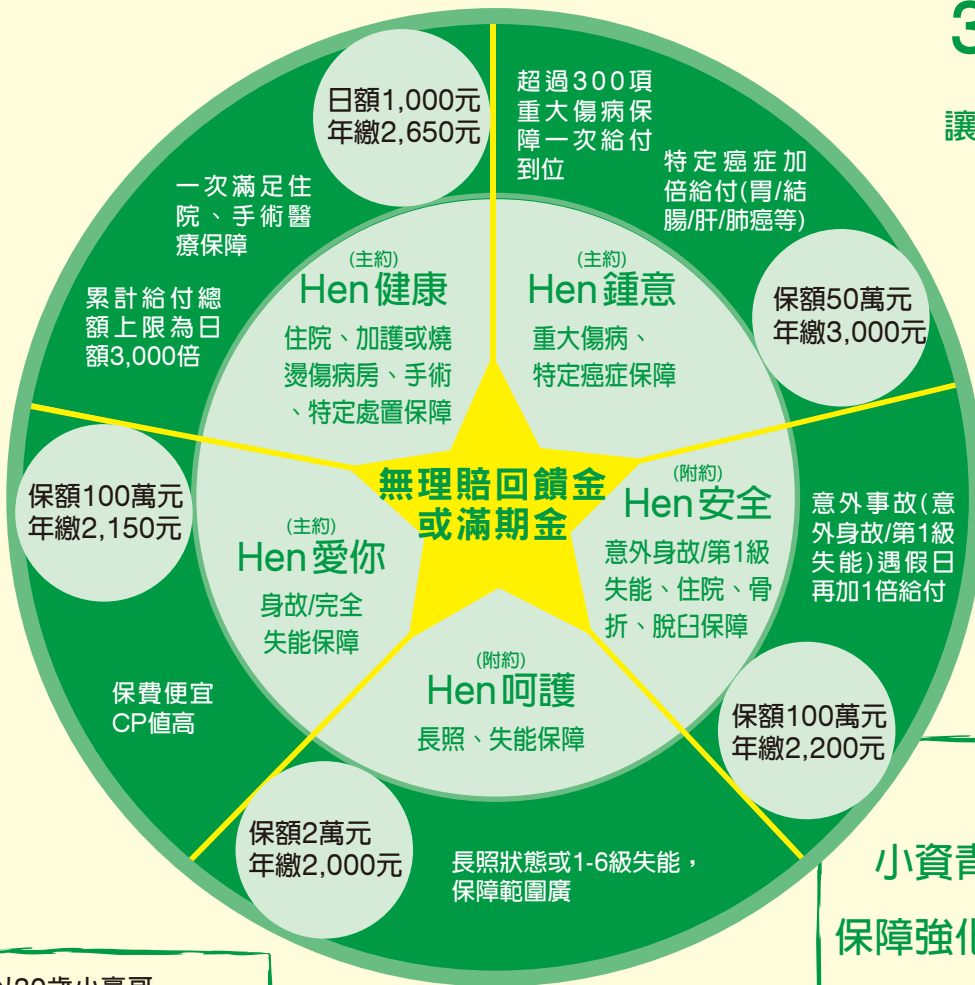 3
讓
日額1,000元
年繳2,650元
一次滿足住
院、手術醫
療保障
累計給付總
額上限為日
額3,000倍
(主約)
Hen健康
住院、加護或燒
燙傷病房、手術
、特定處置保障
超過300項
重大傷病保
障一次給付
到位
特定癌症加
倍給付(胃/結
腸/肝/肺癌等)
(主約)
Hen鍾意
重大傷病、
特定癌症保障
保額50萬元
年繳3,000元
無理賠回饋金
或滿期金
保額100萬元
年繳2,150元
(主約)
Hen愛你
身故/完全
失能保障
保費便宜
CP值高
(附約)
Hen安全
意外身故/第1級
失能、住院、骨
折、脫臼保障
意外事故(意
外身故/第1級
失能)遇假日
再加1倍給付
保額100萬元
年繳2,200元
(附約)
Hen呵護
長照、失能保障
保額2萬元
年繳2,000元
長照狀態或1-6級失能，
保障範圍廣
小資青
保障強